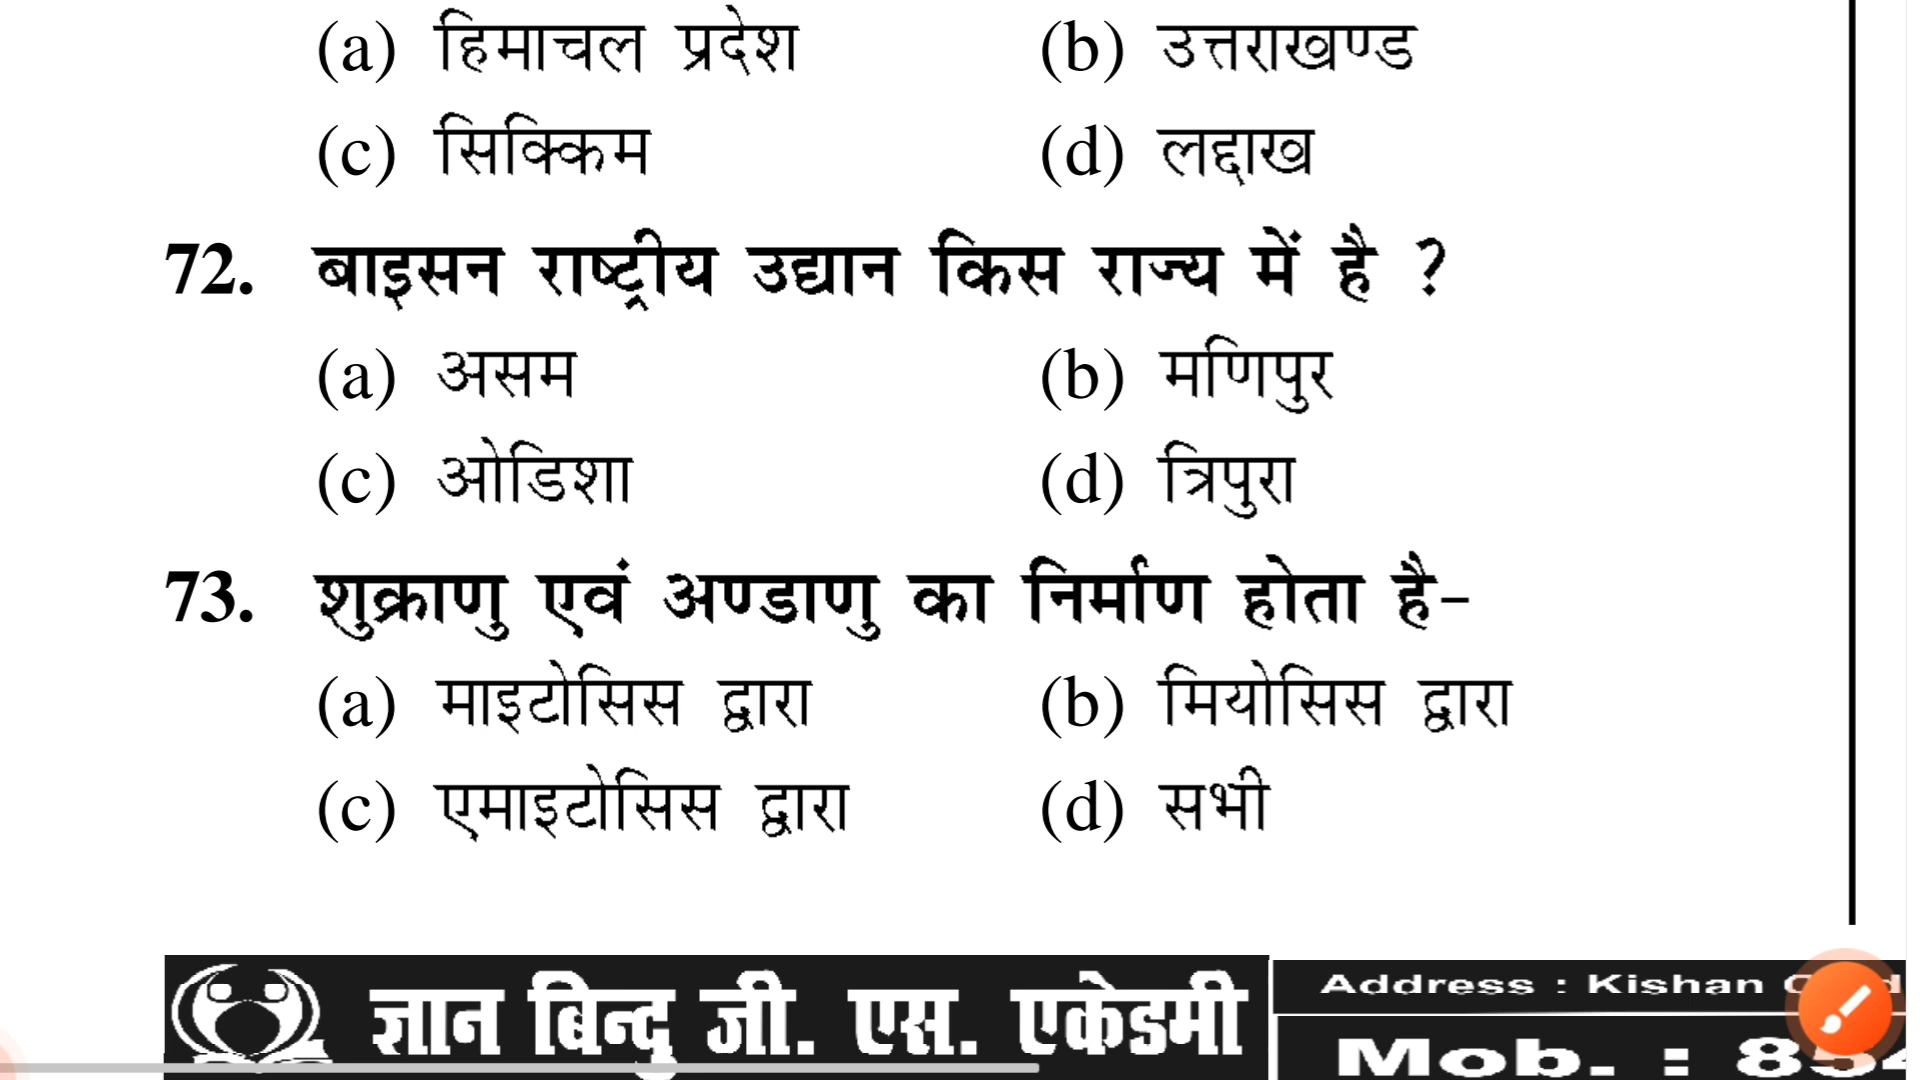 (a) हिमाचल प्रदेश (b) उत्तराखण्ड
(c) सिक्किम (d) लद्दाख
72. बाइसन राष्ट्रीय उद्यान किस राज्य में है ?
(a) असम (b) मणिपुर
(c) ओडिशा (d) त्रिपुरा
73. शुक्राणु एवं अण्डाणु का निर्माण होता है-
(a) माइटोसिस द्वारा (b) मियोसिस द्वारा
(c) एमाइटोसिस द्वारा (d) सभी
ज्ञान बिन्दु जी. एस. एकेडमी
Address : Kishan
Mob. :